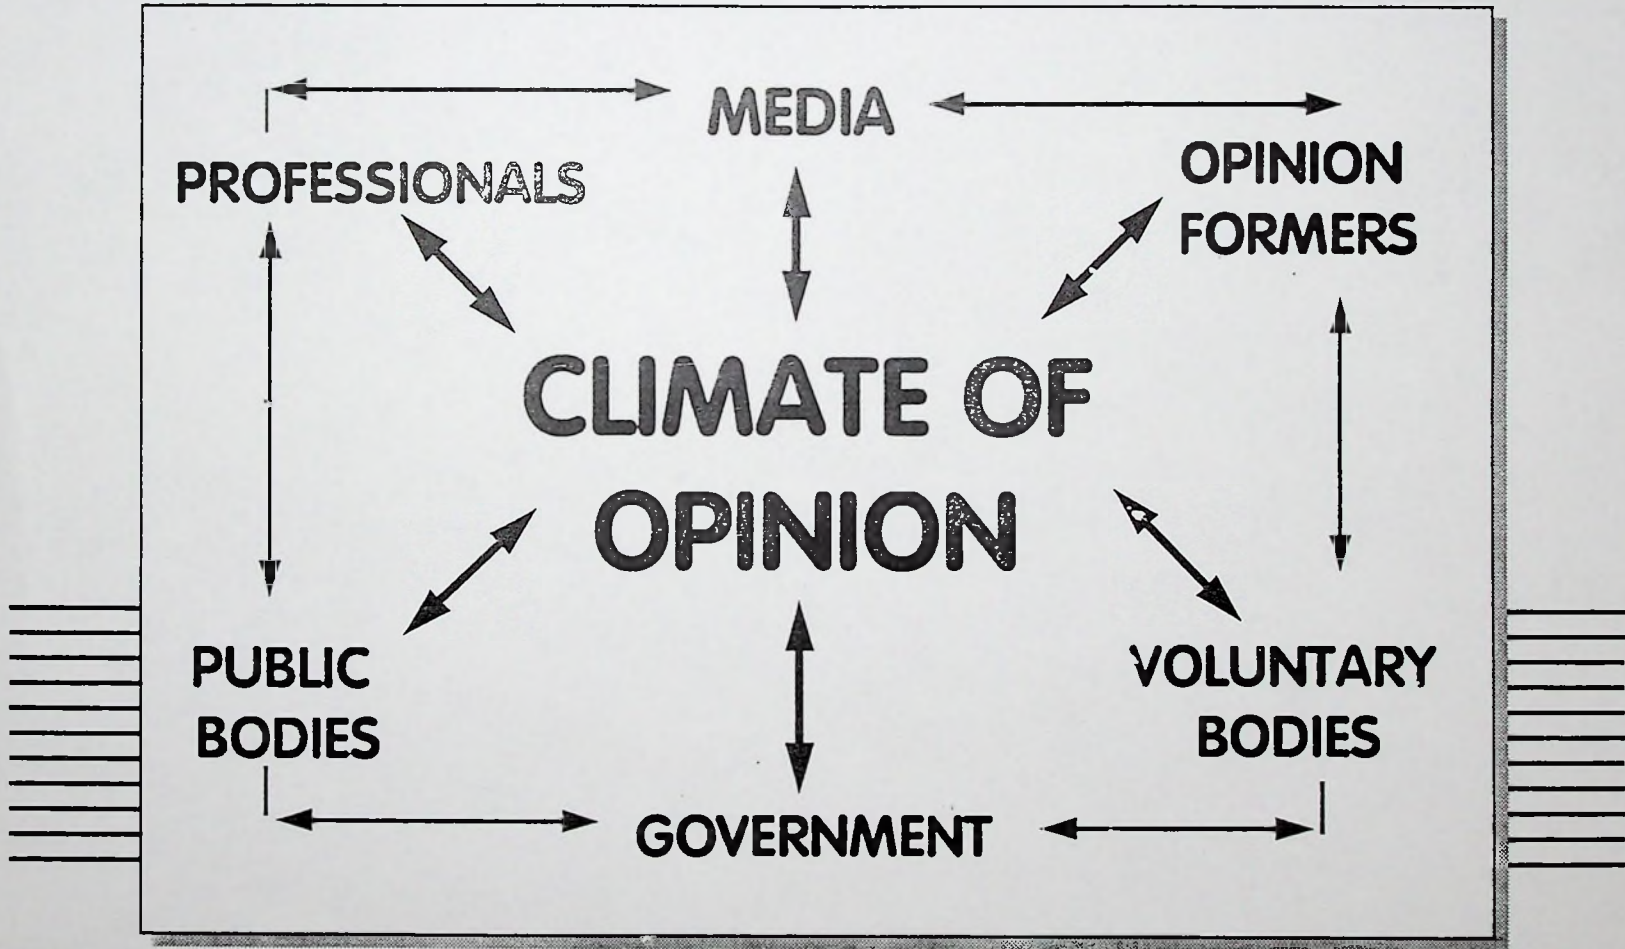 MEDIA
PROFESSIONALS
OPINION
FORMERS
CLIMATE OF
OPINION
PUBLIC
BODIES
VOLUNTARY
BODIES
GOVERNMENT